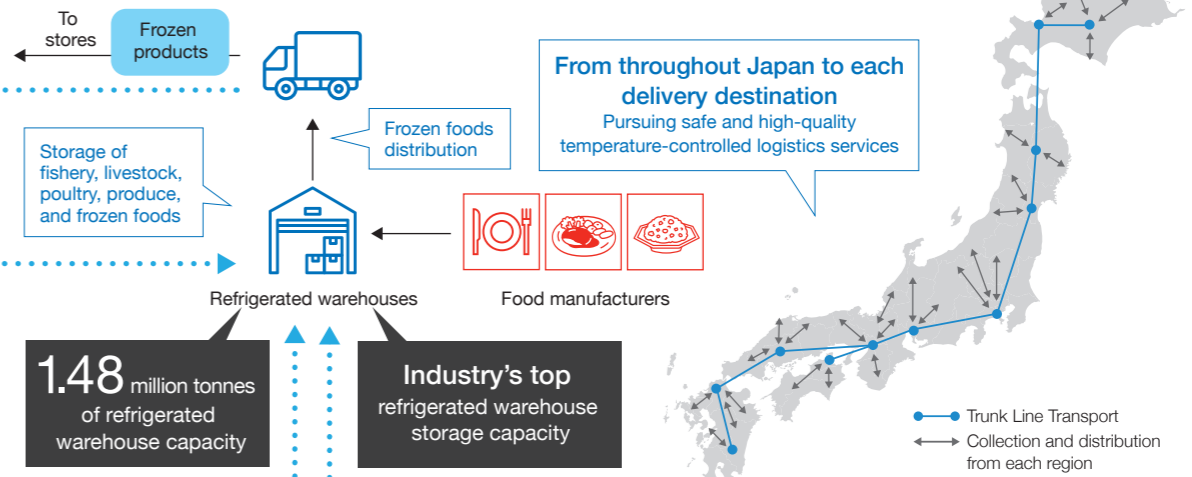 To
stores
Frozen
products
From throughout Japan to each
delivery destination
Pursuing safe and high-quality
temperature-controlled logistics services
Frozen foods
distribution
Storage of
fishery, livestock,
poultry, produce,
and frozen foods
Refrigerated warehouses
Food manufacturers
1.48 million tonnes
of refrigerated
warehouse capacity
Industry's top
refrigerated warehouse
storage capacity
Trunk Line Transport
Collection and distribution
from each region